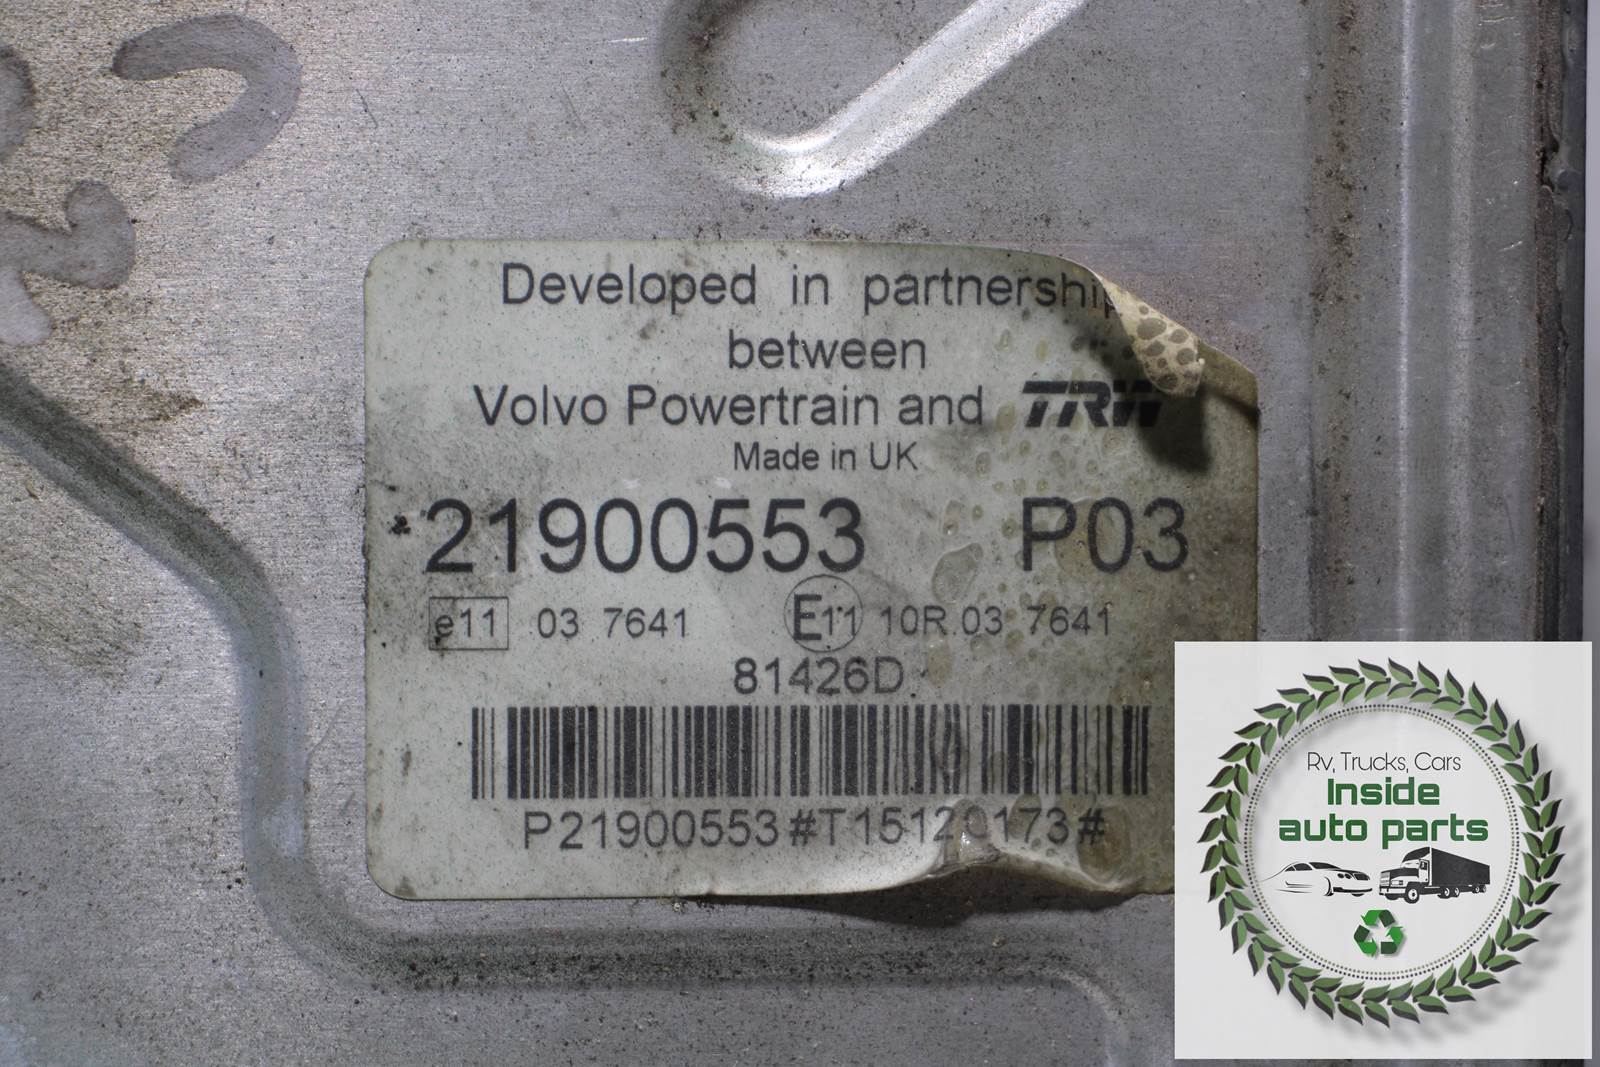 Developed in partnership
between
Volvo Powertrain and TRW
Made in UK
21900553 P03
e11 03 7641 E11 10R.03 7641
81426D
P21900553#T15120173#
Rv, Trucks, Cars
Inside
auto parts